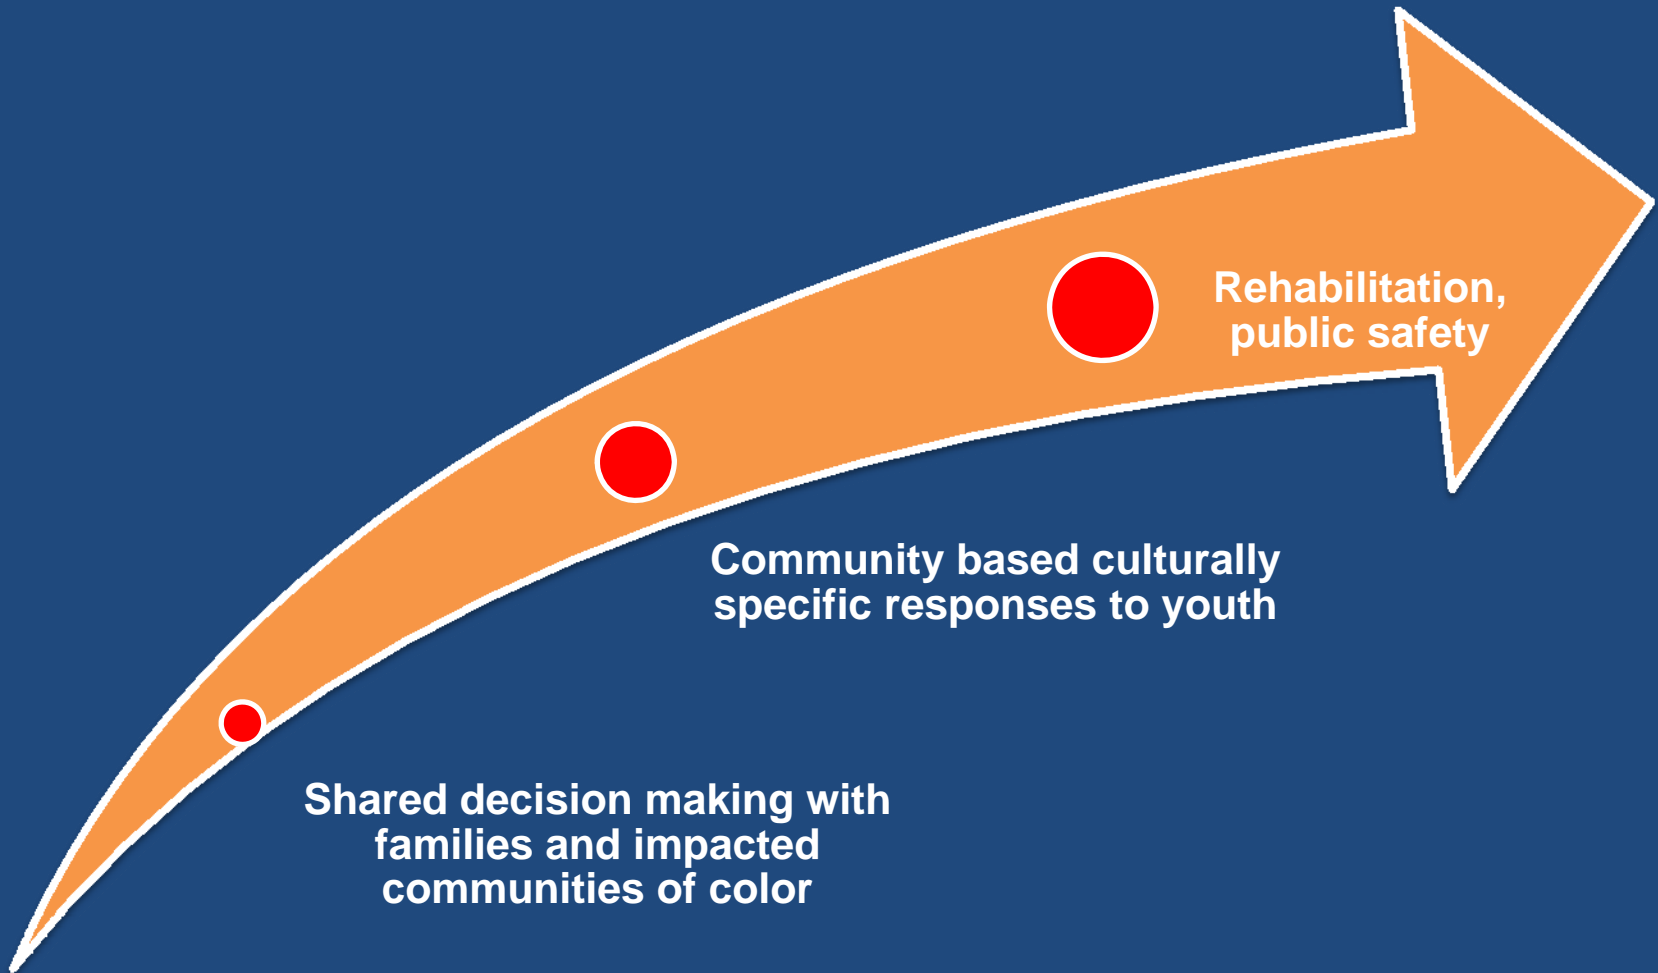 Rehabilitation,
public safety
Community based culturally
specific responses to youth
Shared decision making with
families and impacted
communities of color